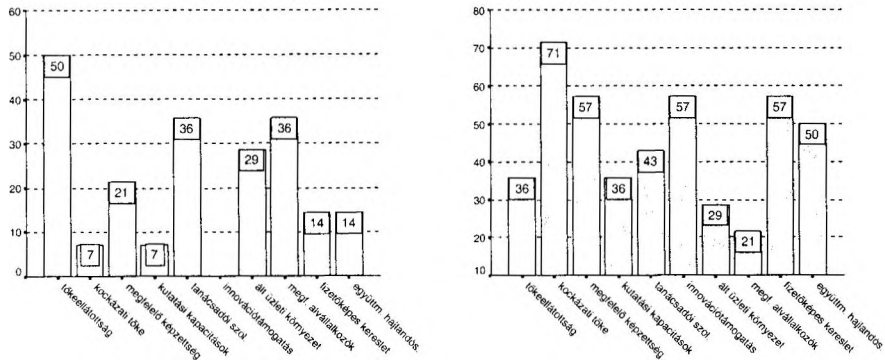 60
50
40
30
20
10
0
50
7
21
7
36
29
36
14
14
tőkeellátottság
kockázati tőke
megfelelő képzettség
kutatási kapacitások
tanácsadói szol
innovációtámogatás
ált üzleti környezet
megf. alvállalkozók
fizetőképes kereslet
együttm. hajlandós.
80
70
60
50
40
30
20
10
36
71
57
36
43
57
29
21
57
50
tőkeellátottság
kockázati tőke
megfelelő képzettség
kutatási kapacitások
tanácsadói szol
innovációtámogatás
ált üzleti környezet
megf. alvállalkozók
fizetőképes kereslet
együttm. hajlandós